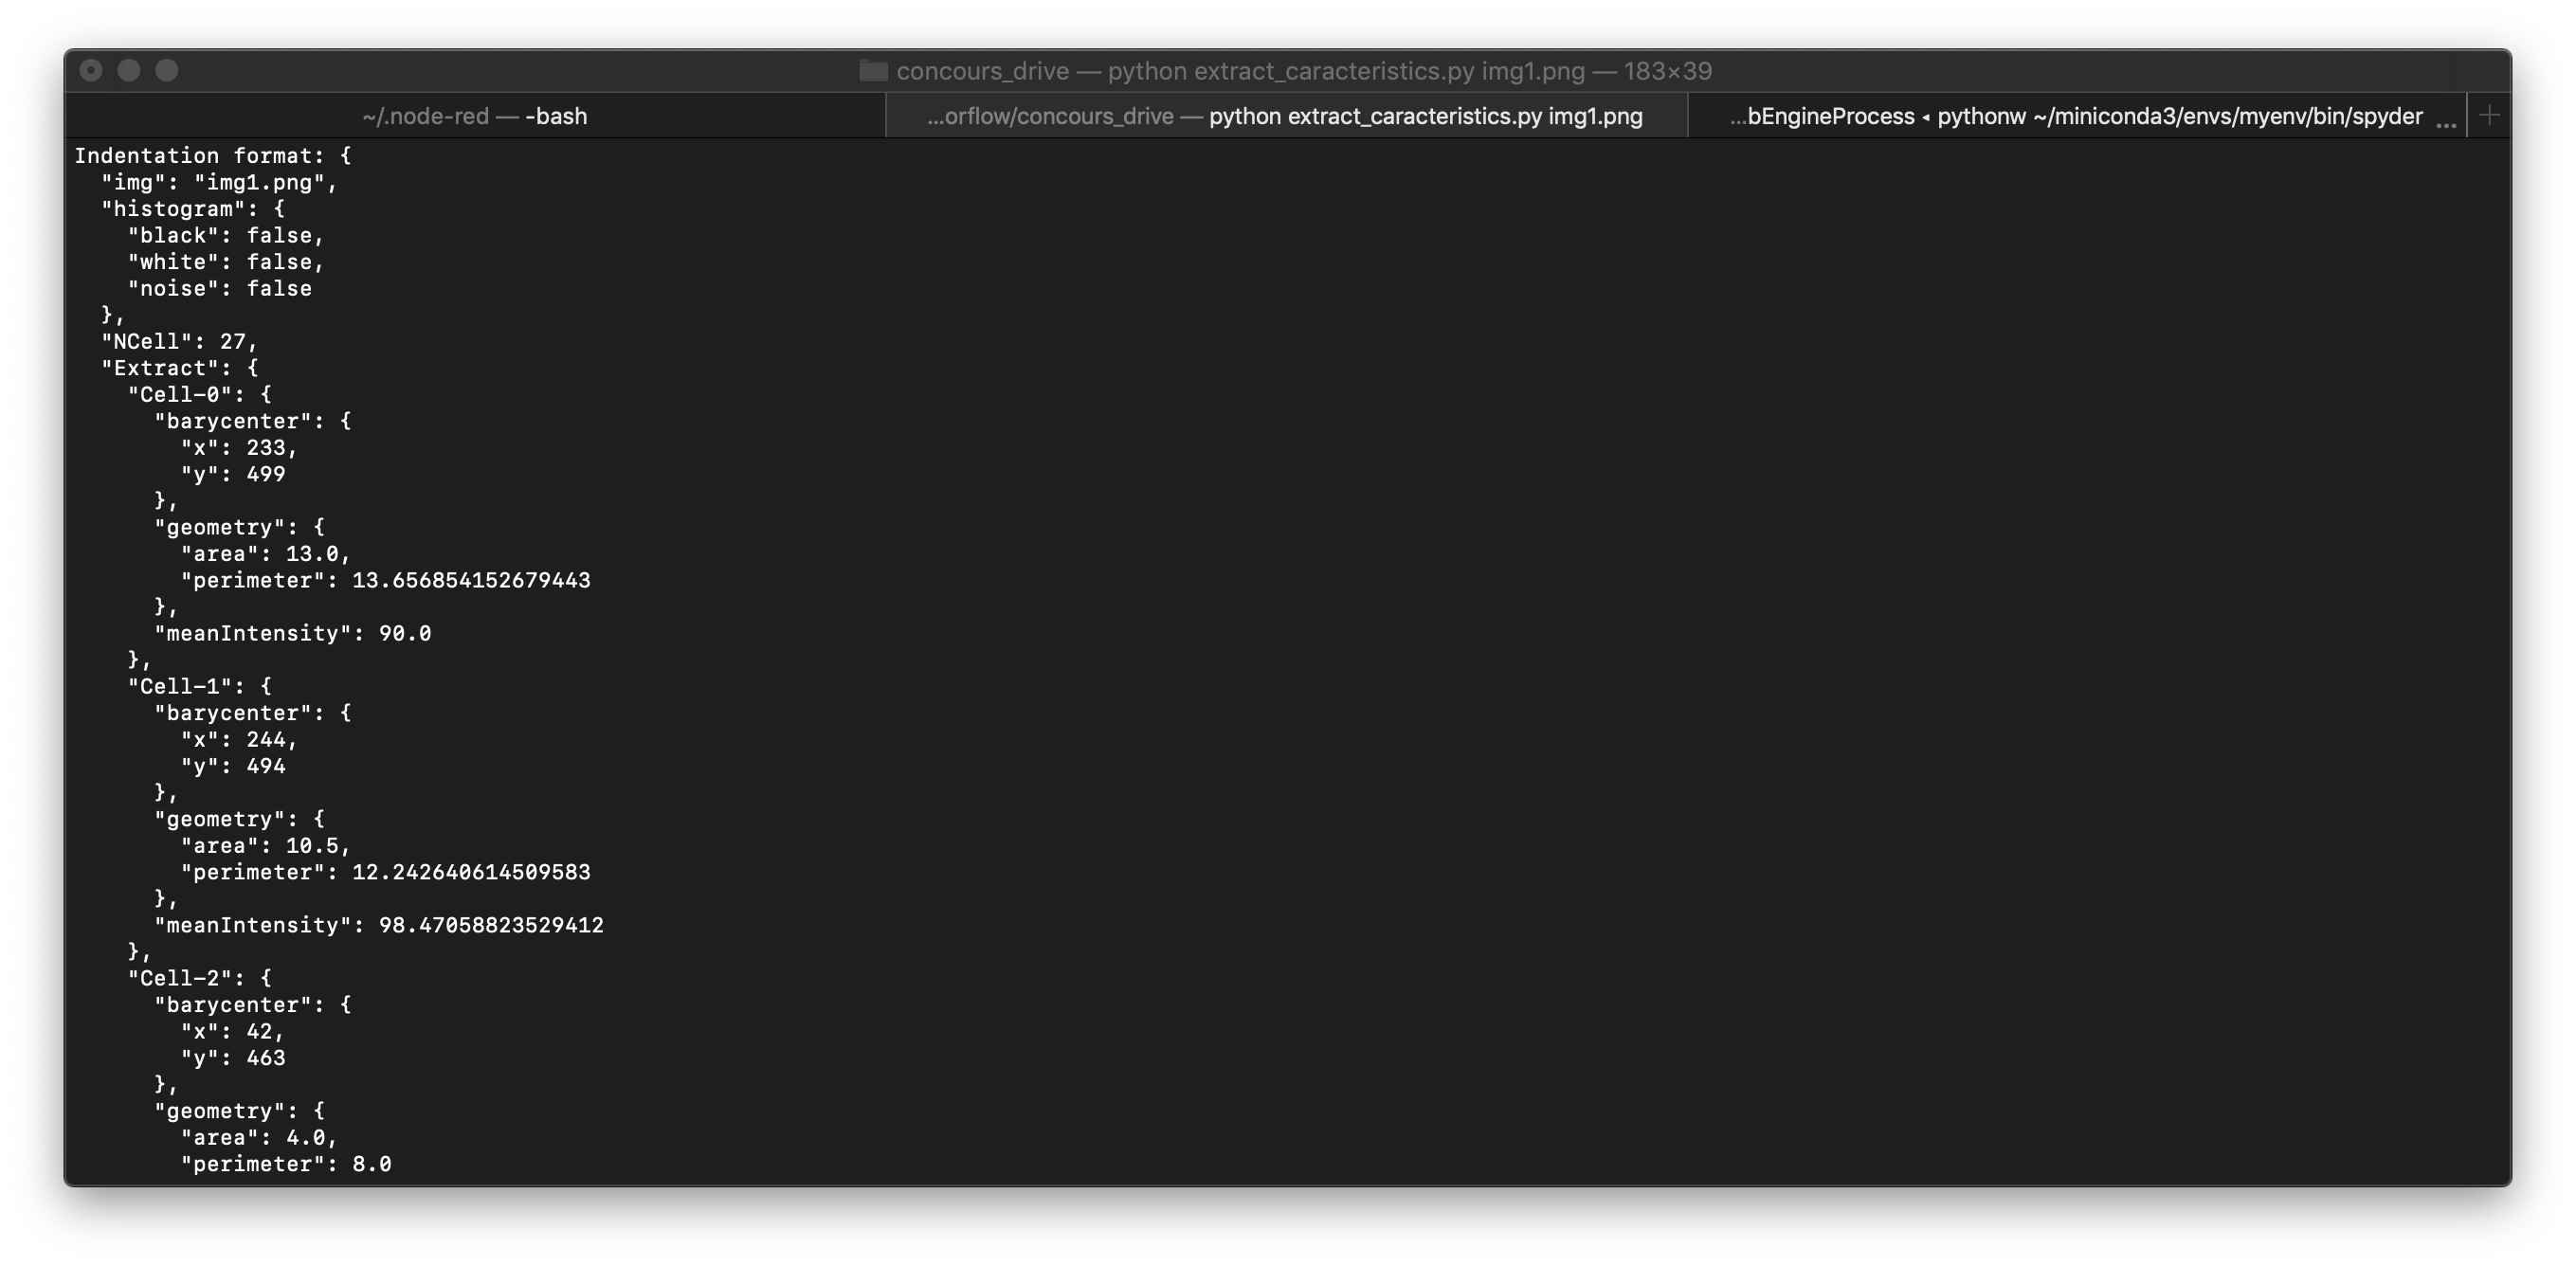 concours_drive — python extract_caracteristics.py img1.png — 183×39
~/.node-red — -bash
...orflow/concours_drive — python extract_caracteristics.py img1.png
...bEngineProcess ◂ pythonw ~/miniconda3/envs/myenv/bin/spyder ...
Indentation format: {
  "img": "img1.png",
  "histogram": {
    "black": false,
    "white": false,
    "noise": false
  },
  "NCell": 27,
  "Extract": {
    "Cell-0": {
      "barycenter": {
        "x": 233,
        "y": 499
      },
      "geometry": {
        "area": 13.0,
        "perimeter": 13.656854152679443
      },
      "meanIntensity": 90.0
    },
    "Cell-1": {
      "barycenter": {
        "x": 244,
        "y": 494
      },
      "geometry": {
        "area": 10.5,
        "perimeter": 12.242640614509583
      },
      "meanIntensity": 98.47058823529412
    },
    "Cell-2": {
      "barycenter": {
        "x": 42,
        "y": 463
      },
      "geometry": {
        "area": 4.0,
        "perimeter": 8.0